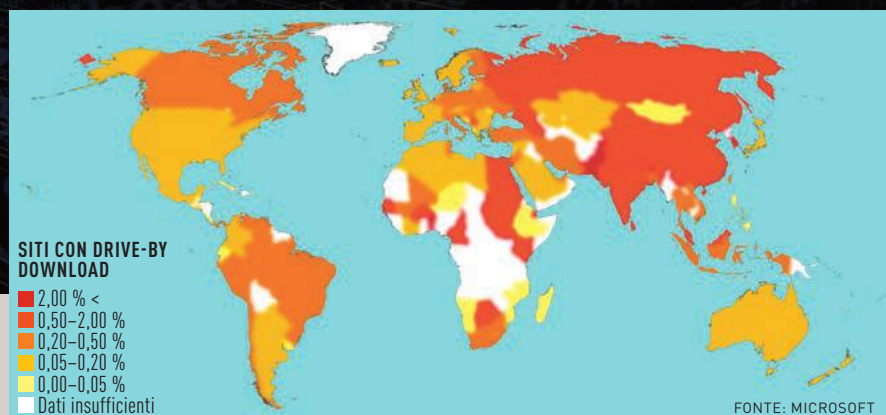 SITI CON DRIVE-BY
DOWNLOAD
2,00 % <
0,50–2,00 %
0,20–0,50 %
0,05–0,20 %
0,00–0,05 %
Dati insufficienti
FONTE: MICROSOFT